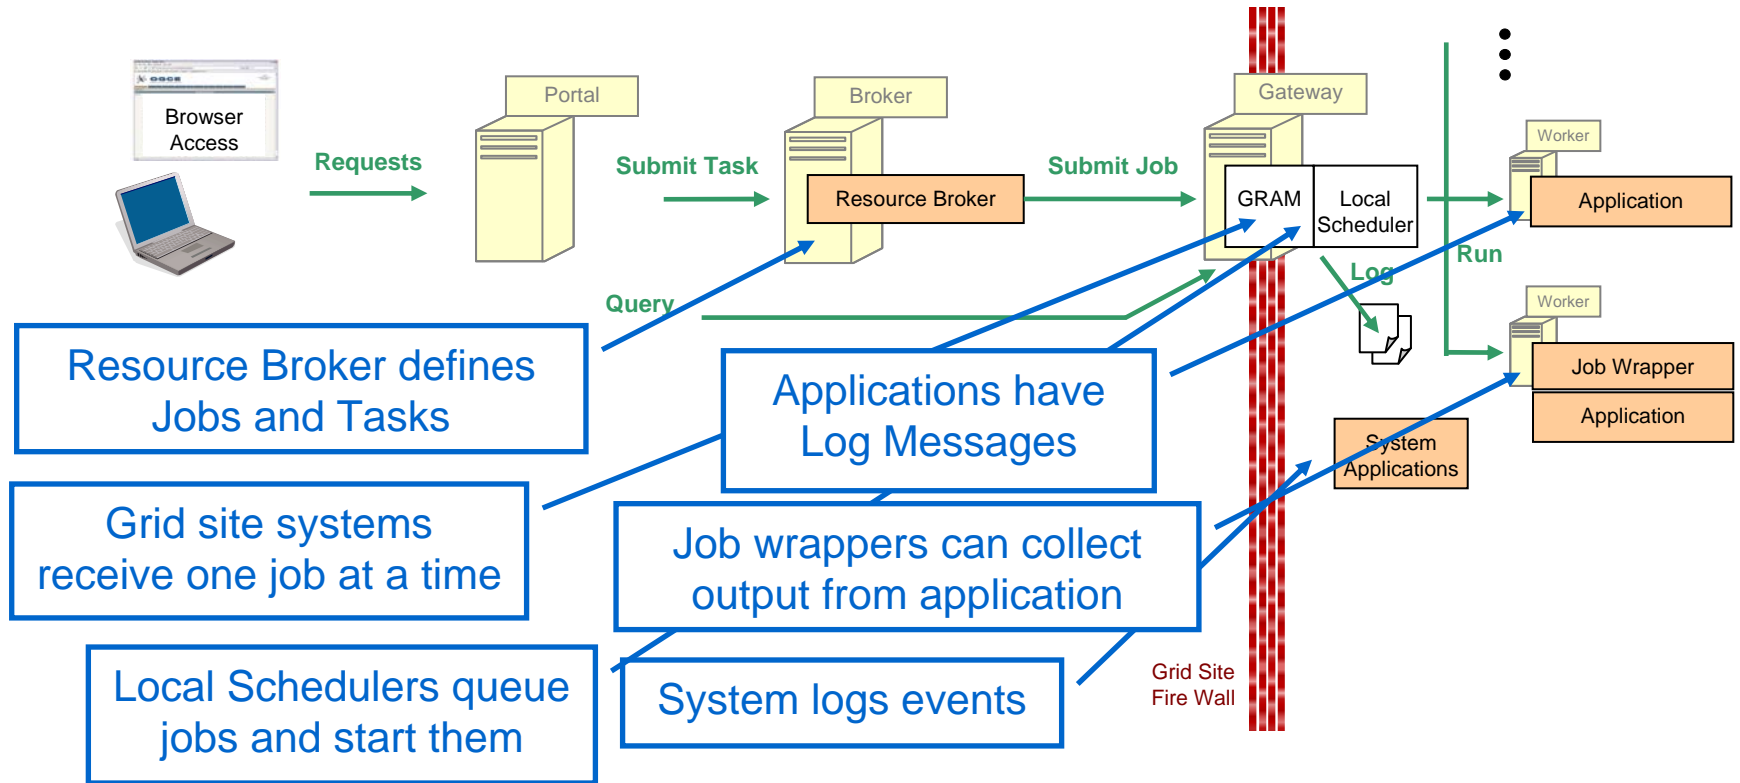 OGCE
Browser
Access
Portal
Broker
Gateway
Worker
Requests
Submit Task
Submit Job
Resource Broker
GRAM
Local
Scheduler
Application
Query
Log
Run
Worker
Job Wrapper
Application
System
Applications
Resource Broker defines
Jobs and Tasks
Applications have
Log Messages
Grid site systems
receive one job at a time
Job wrappers can collect
output from application
Local Schedulers queue
jobs and start them
System logs events
Grid Site
Fire Wall